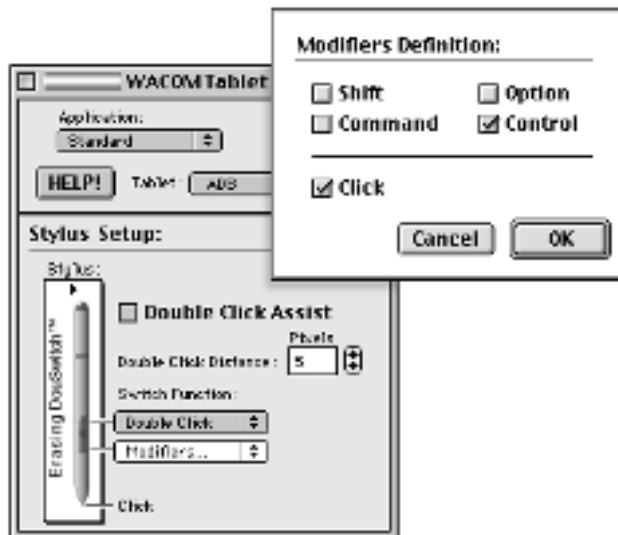 Modifiers Definition:
Shift
Option
Command
Control
Click
Cancel
OK
WACOM Tablet
Application:
Standard
HELP!
Tablet:
ADB
Stylus Setup:
Stylus:
Erasing DouSwitch™
Double Click Assist
Pixels
Double Click Distance:
5
Switch Function:
Double Click
Modifiers...
Click